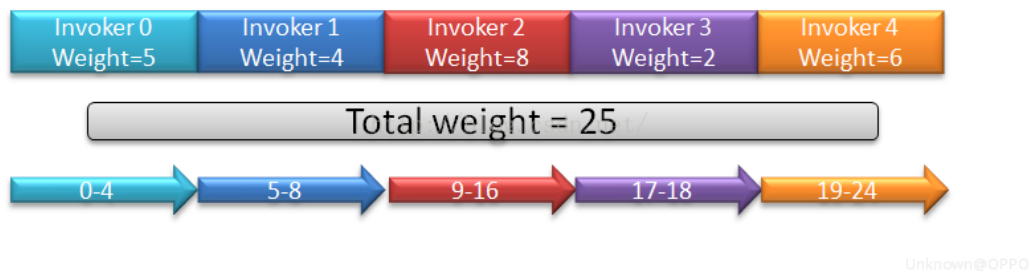 Invoker 0
Weight=5
Invoker 1
Weight=4
Invoker 2
Weight=8
Invoker 3
Weight=2
Invoker 4
Weight=6
Total weight = 25
0-4
5-8
9-16
17-18
19-24
Unknown@OPPO